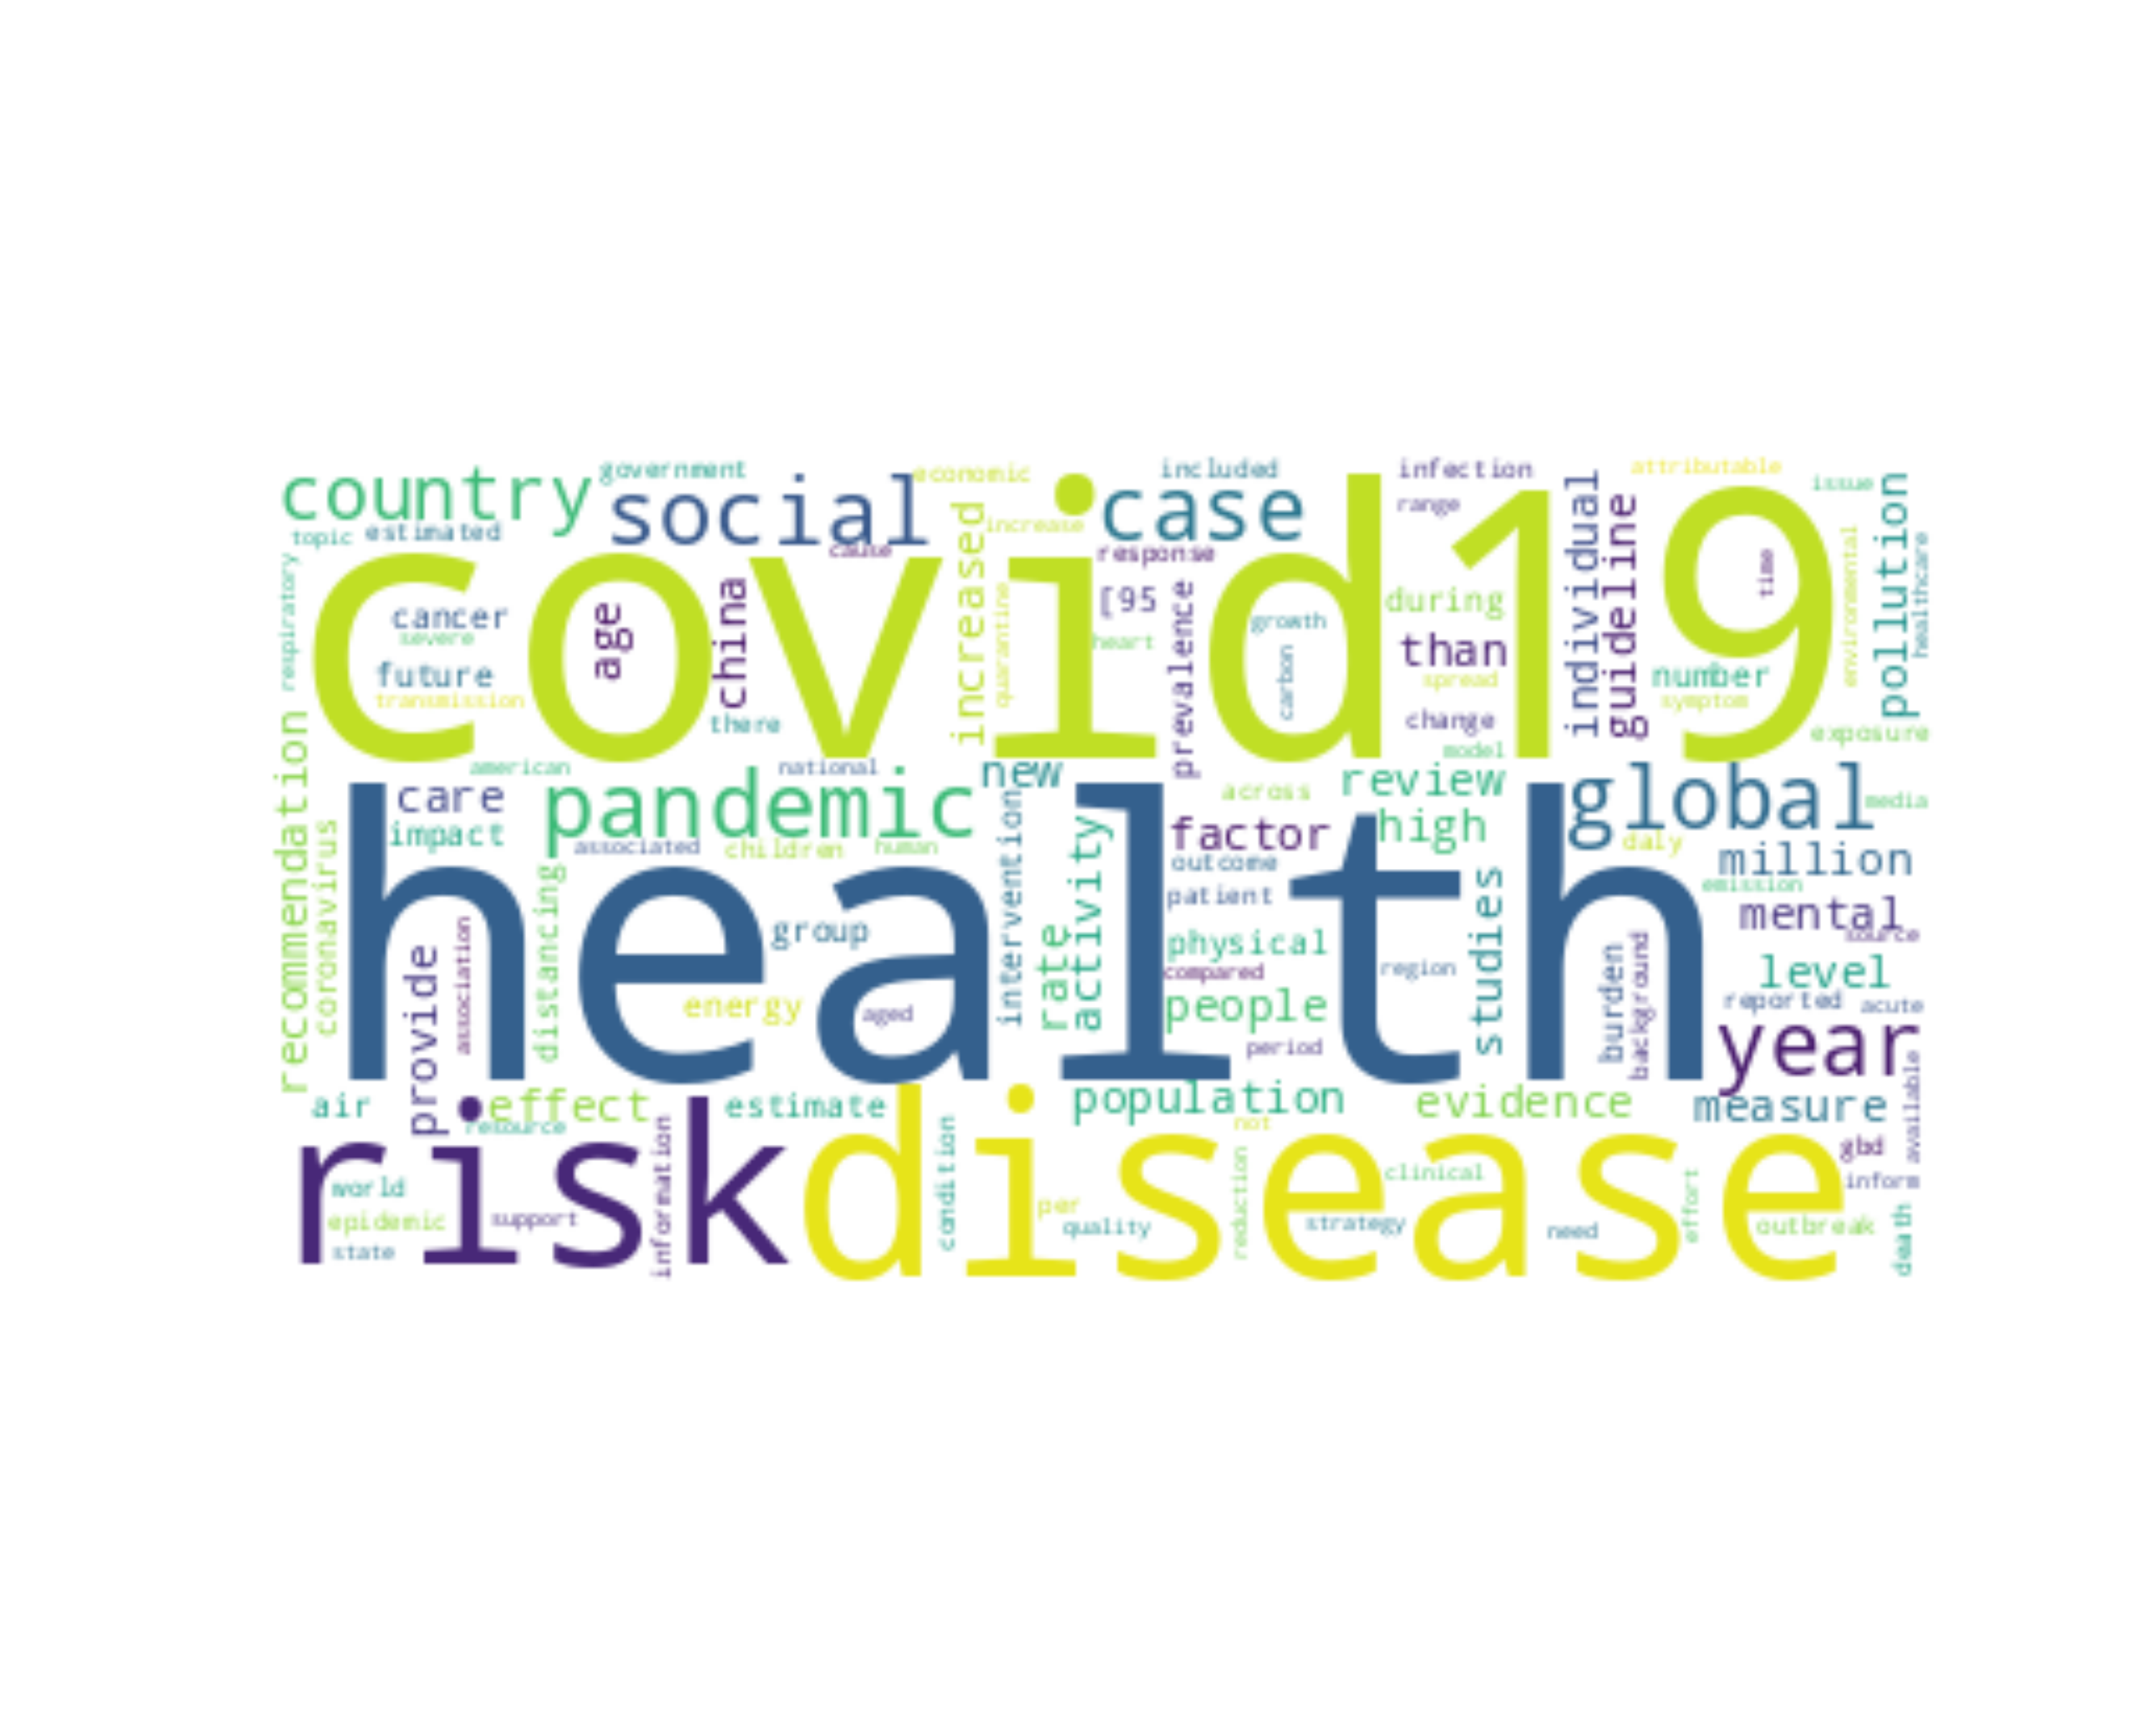 country
government
social
economic
included
case
infection
range
attributable
issue
topic
estimated
cause
increased
increase
response
individual
guideline
pollution
healthcare
environmental
time
respiratory
covid19
cancer
severe
future
transmission
age
china
there
quarantine
[95
heart
prevalence
growth
carbon
during
than
spread
change
model
number
symptom
exposure
recommendation
coronavirus
american
national
new
care
impact
pandemic
associated
children
human
across
review
factor
high
global
media
daly
million
emission
mental
source
health
distancing
provide
association
group
energy
aged
intervention
rate
activity
outcome
patient
physical
compared
people
period
region
studies
burden
background
level
reported
acute
year
available
air
effect
resource
estimate
population
evidence
measure
risk
disease
information
condition
not
gbd
inform
world
epidemic
state
support
per
quality
reduction
clinical
strategy
need
effort
outbreak
death